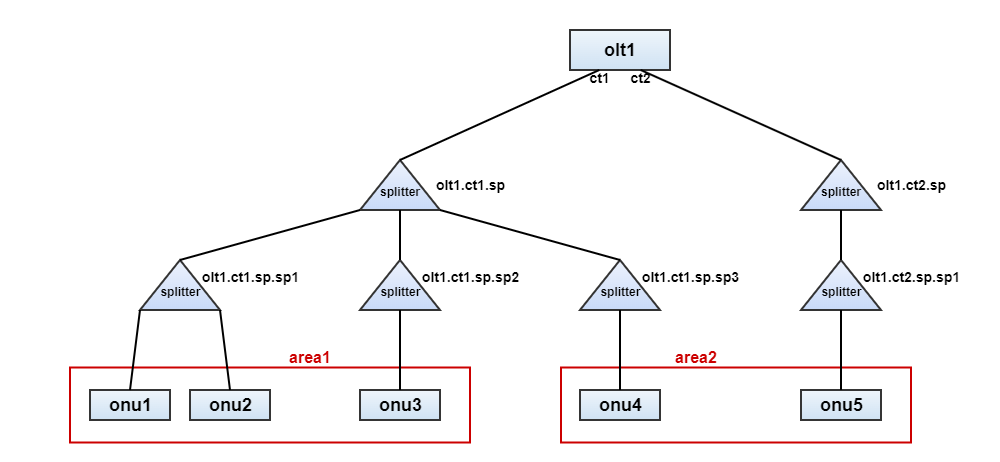 olt1
ct1
ct2
splitter
olt1.ct1.sp
splitter
olt1.ct2.sp
splitter
olt1.ct1.sp.sp1
splitter
olt1.ct1.sp.sp2
splitter
olt1.ct1.sp.sp3
splitter
olt1.ct2.sp.sp1
area1
area2
onu1
onu2
onu3
onu4
onu5